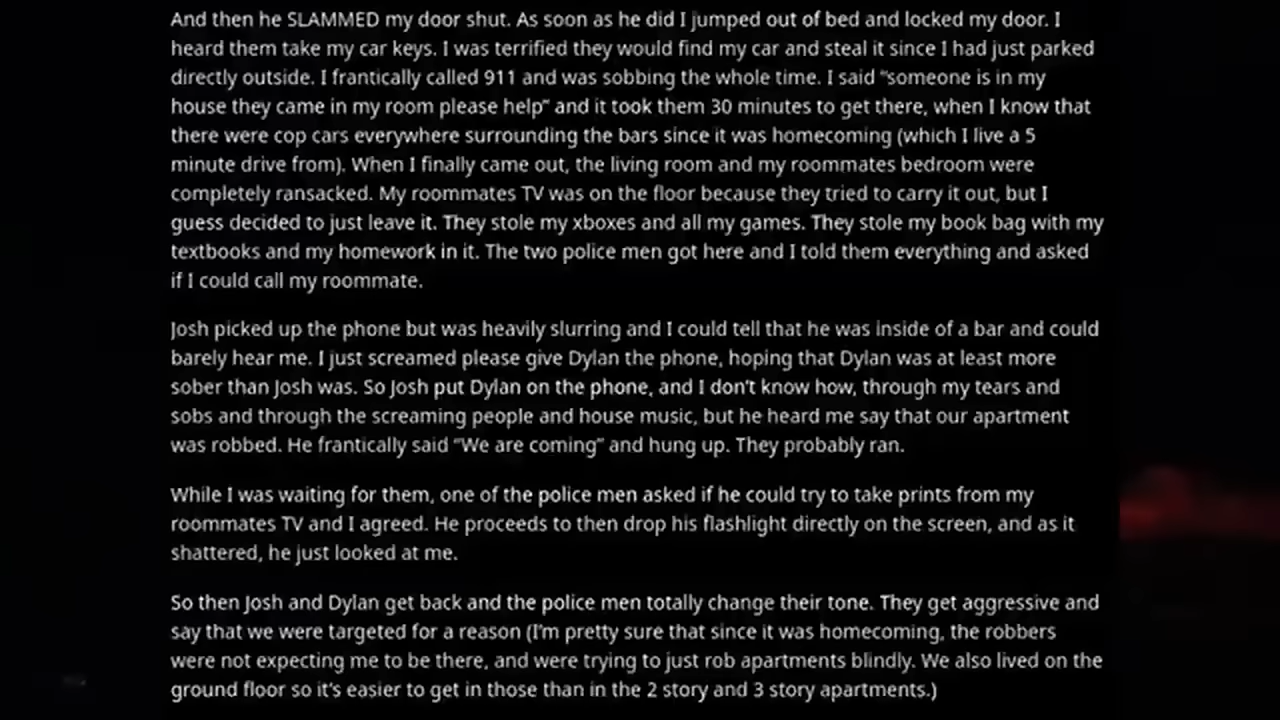 And then he SLAMMED my door shut. As soon as he did I jumped out of bed and locked my door. I
heard them take my car keys. I was terrified they would find my car and steal it since I had just parked
directly outside. I frantically called 911 and was sobbing the whole time. I said “someone is in my
house they came in my room please help” and it took them 30 minutes to get there, when I know that
there were cop cars everywhere surrounding the bars since it was homecoming (which I live a 5
minute drive from). When I finally came out, the living room and my roommates bedroom were
completely ransacked. My roommates TV was on the floor because they tried to carry it out, but I
guess decided to just leave it. They stole my xboxes and all my games. They stole my book bag with my
textbooks and my homework in it. The two police men got here and I told them everything and asked
if I could call my roommate.
Josh picked up the phone but was heavily slurring and I could tell that he was inside of a bar and could
barely hear me. I just screamed please give Dylan the phone, hoping that Dylan was at least more
sober than Josh was. So Josh put Dylan on the phone, and I don’t know how, through my tears and
sobs and through the screaming people and house music, but he heard me say that our apartment
was robbed. He frantically said “We are coming” and hung up. They probably ran.
While I was waiting for them, one of the police men asked if he could try to take prints from my
roommates TV and I agreed. He proceeds to then drop his flashlight directly on the screen, and as it
shattered, he just looked at me.
So then Josh and Dylan get back and the police men totally change their tone. They get aggressive and
say that we were targeted for a reason (I’m pretty sure that since it was homecoming, the robbers
were not expecting me to be there, and were trying to just rob apartments blindly. We also lived on the
ground floor so it’s easier to get in those than in the 2 story and 3 story apartments.)